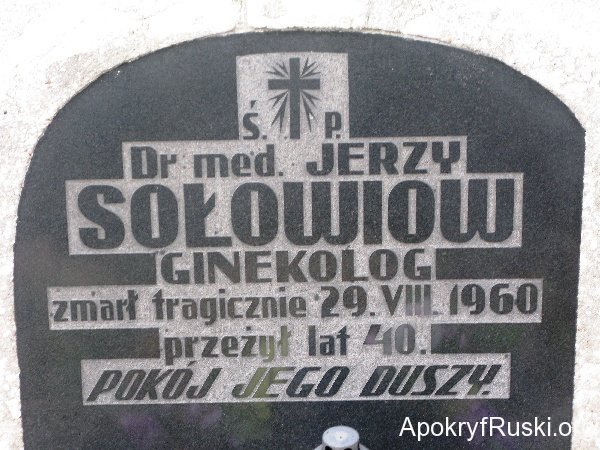 Ś. P.
Dr med. JERZY
SOŁOWIOW
GINEKOLOG
zmarł tragicznie 29. VIII. 1960
przeżył lat 40.
POKÓJ JEGO DUSZY.
ApokryfRuski.o